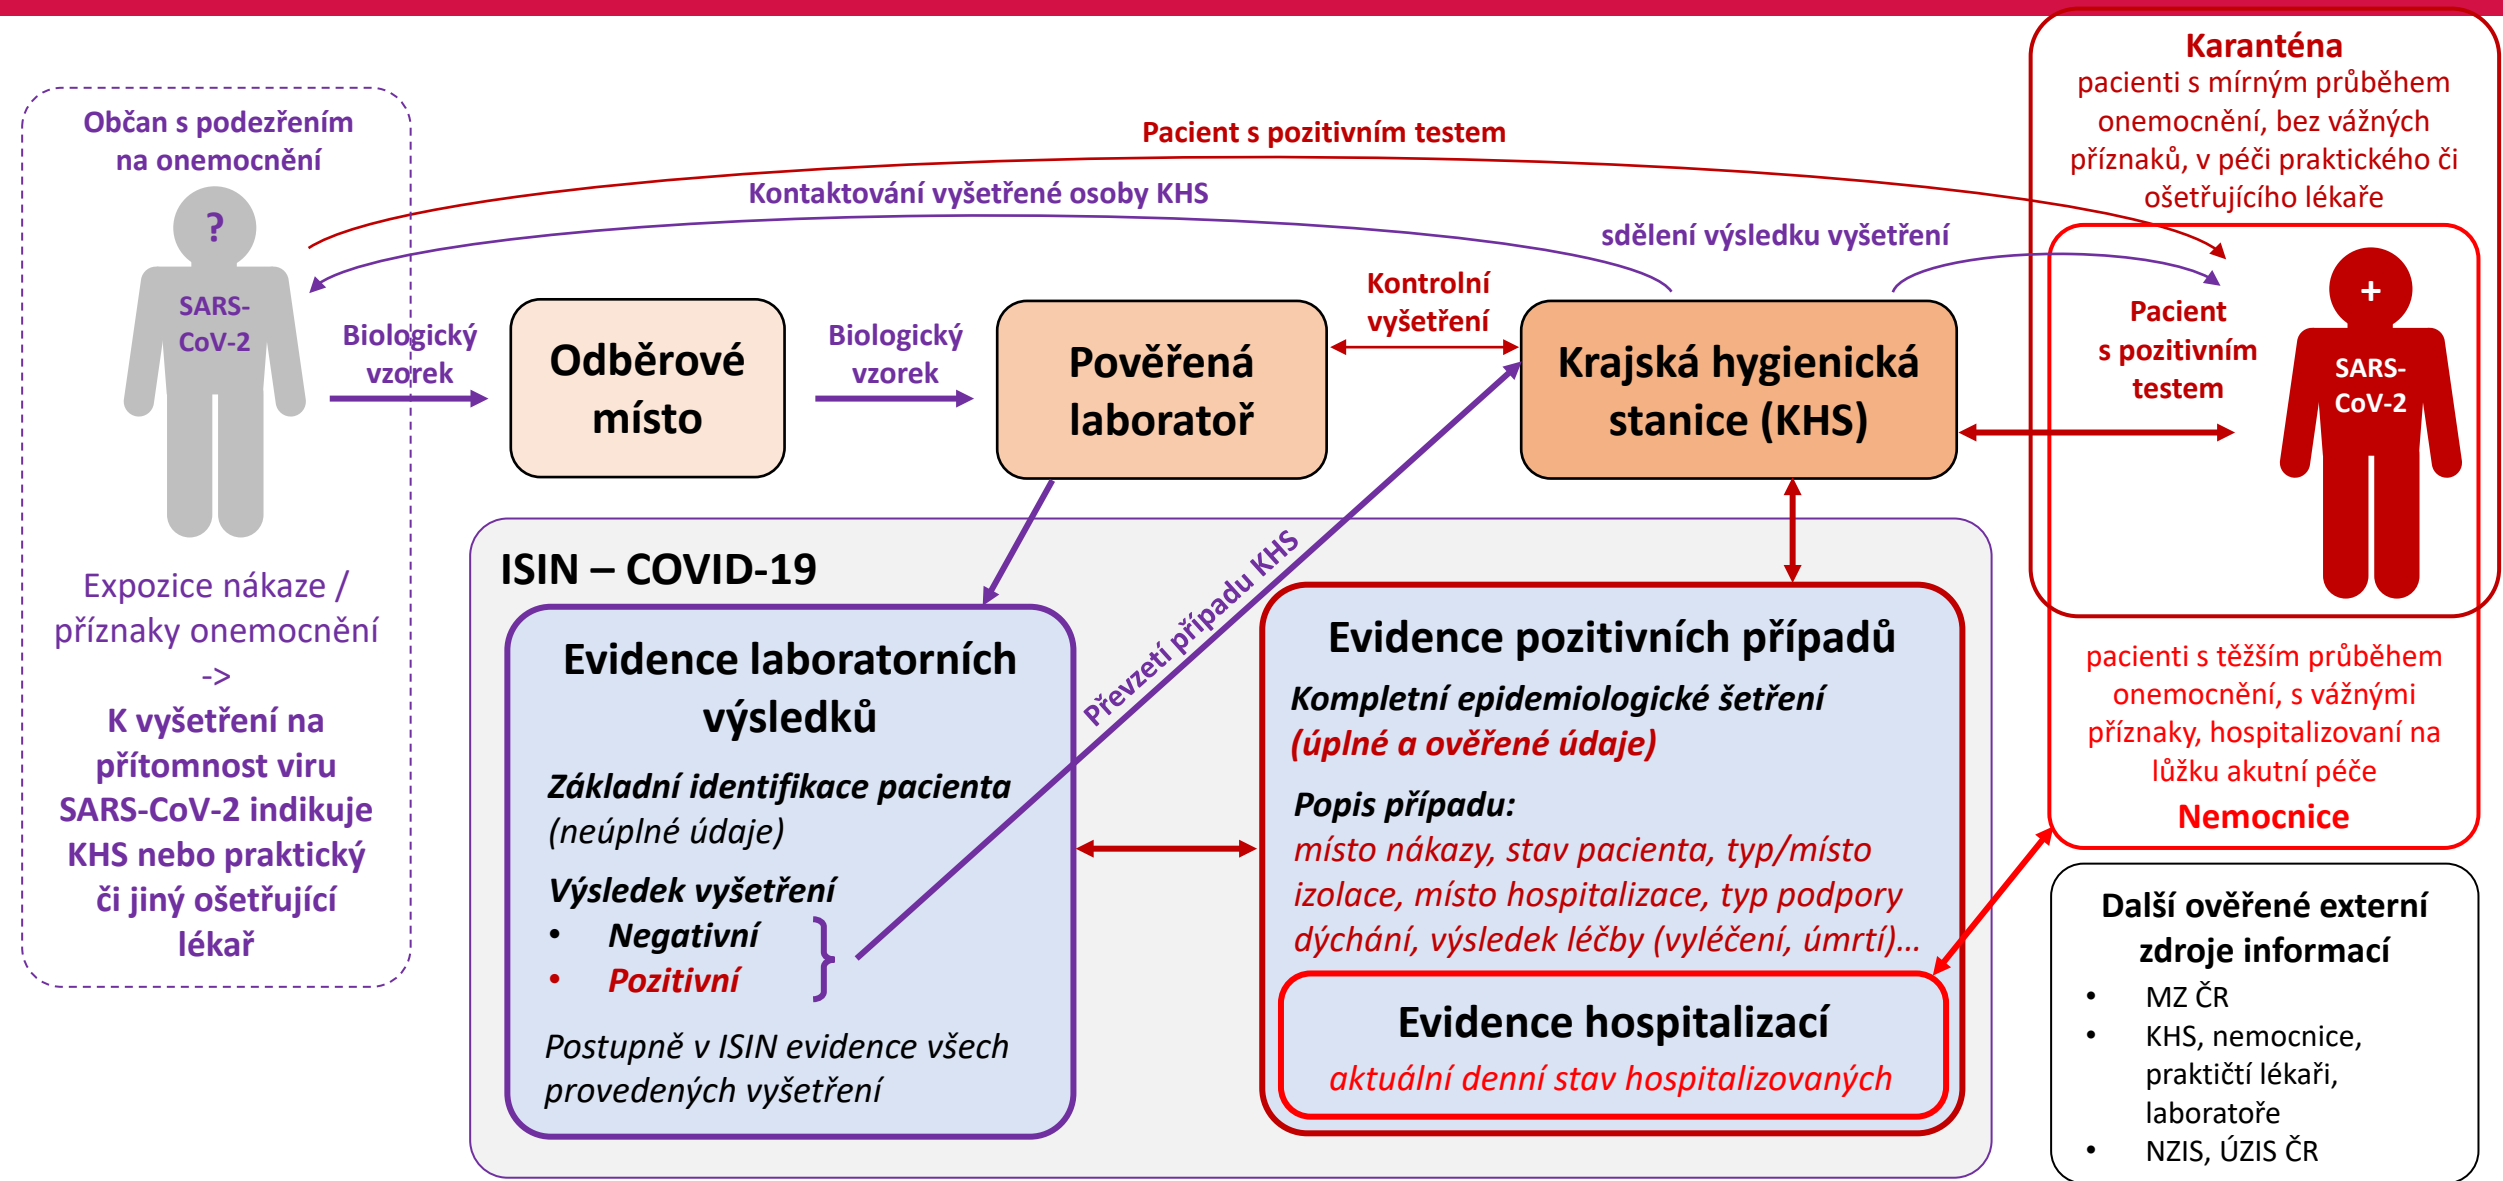 Občan s podezřením
na onemocnění
?
SARS-
CoV-2
Expozice nákaze /
příznaky onemocnění
->
K vyšetření na
přítomnost viru
SARS-CoV-2 indikuje
KHS nebo praktický
či jiný ošetřující
lékař
Biologický
vzorek
Odběrové
místo
Biologický
vzorek
Pověřená
laboratoř
Pacient s pozitivním testem
Kontaktování vyšetřené osoby KHS
sdělení výsledku vyšetření
Kontrolní
vyšetření
Krajská hygienická
stanice (KHS)
Karanténa
pacienti s mírným průběhem
onemocnění, bez vážných
příznaků, v péči praktického či
ošetřujícího lékaře
Pacient
s pozitivním
testem
+
SARS-
CoV-2
pacienti s těžším průběhem
onemocnění, s vážnými
příznaky, hospitalizovaní na
lůžku akutní péče
Nemocnice
ISIN – COVID-19
Evidence laboratorních
výsledků
Základní identifikace pacienta
(neúplné údaje)
Výsledek vyšetření
• Negativní
• Pozitivní
}
Postupně v ISIN evidence všech
provedených vyšetření
Převzetí případu KHS
Evidence pozitivních případů
Kompletní epidemiologické šetření
(úplné a ověřené údaje)
Popis případu:
místo nákazy, stav pacienta, typ/místo
izolace, místo hospitalizace, typ podpory
dýchání, výsledek léčby (vyléčení, úmrtí)…
Evidence hospitalizací
aktuální denní stav hospitalizovaných
Další ověřené externí
zdroje informací
• MZ ČR
• KHS, nemocnice,
praktičtí lékaři,
laboratoře
• NZIS, ÚZIS ČR